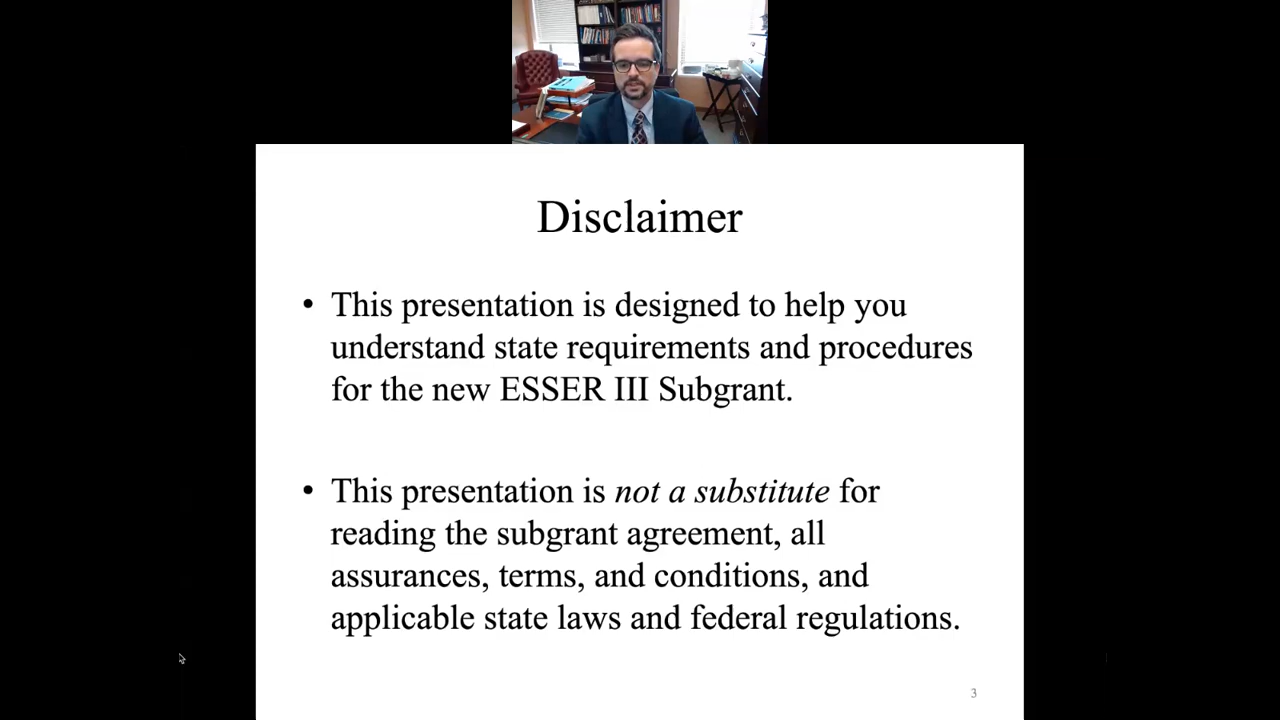 Disclaimer
• This presentation is designed to help you
understand state requirements and procedures
for the new ESSER III Subgrant.
• This presentation is not a substitute for
reading the subgrant agreement, all
assurances, terms, and conditions, and
applicable state laws and federal regulations.
3